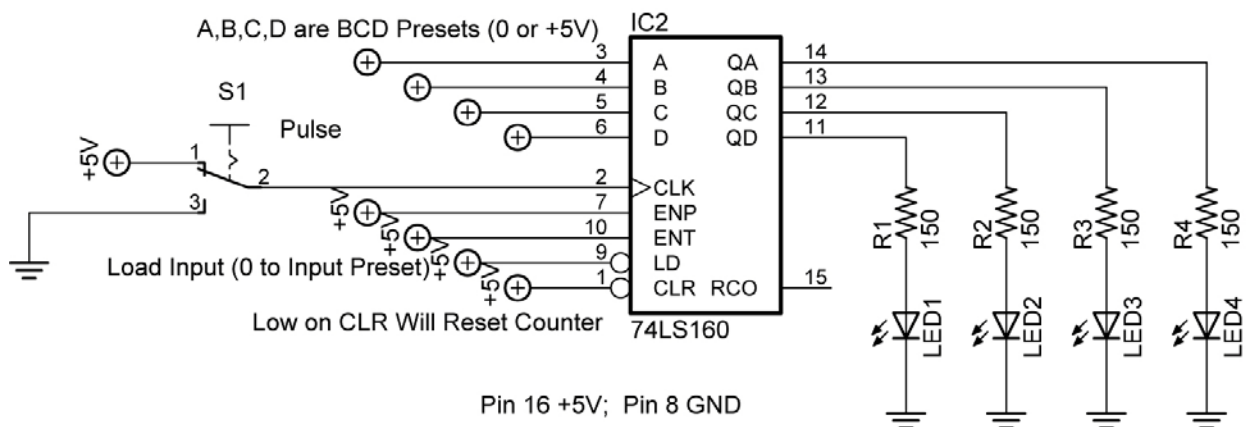 IC2
A,B,C,D are BCD Presets (0 or +5V)
3
A
QA
14
4
B
QB
13
5
C
QC
12
6
D
QD
11
S1
Pulse
+5V
1
2
3
2
CLK
+5V
7
ENP
+5V
10
ENT
+5V
9
LD
+5V
1
CLR
RCO
15
Load Input (0 to Input Preset)
Low on CLR Will Reset Counter
74LS160
R1
150
R2
150
R3
150
R4
150
LED1
LED2
LED3
LED4
Pin 16 +5V; Pin 8 GND